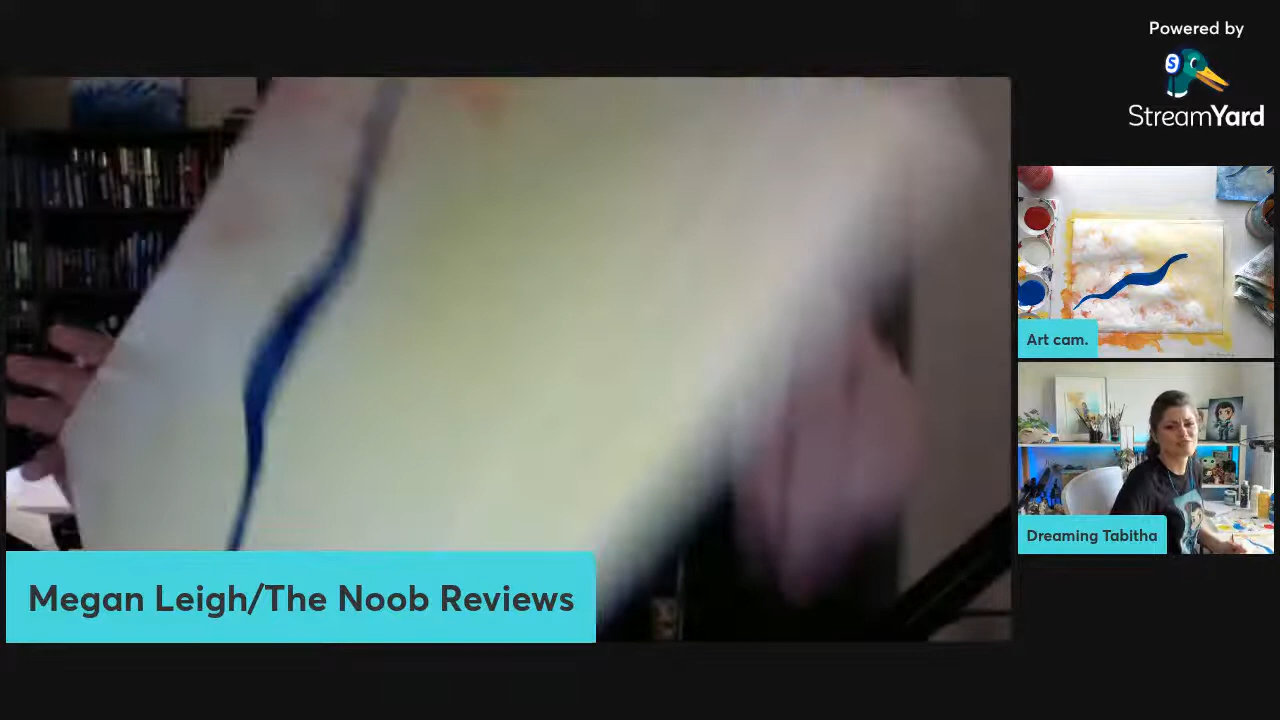 Powered by
StreamYard
Art cam.
Dreaming Tabitha
Megan Leigh/The Noob Reviews